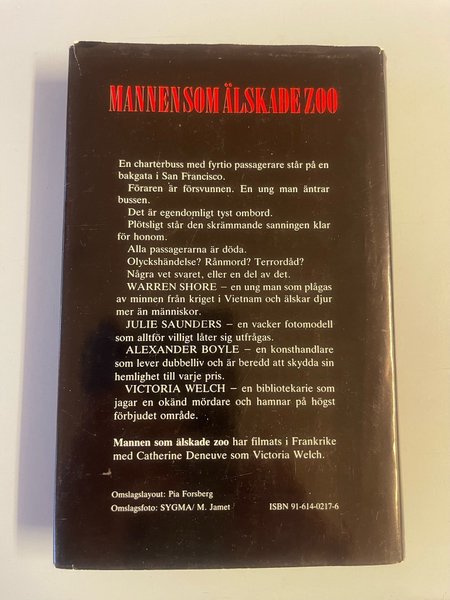 MANNEN SOM ÄLSKADE ZOO
En charterbuss med fyrtio passagerare står på en
bakgata i San Francisco.
Föraren är försvunnen. En ung man äntrar
bussen.
Det är egendomligt tyst ombord.
Plötsligt står den skrämmande sanningen klar
för honom.
Alla passagerarna är döda.
Olyckshändelse? Rånmord? Terrordåd?
Några vet svaret, eller en del av det.
WARREN SHORE – en ung man som plågas
av minnen från kriget i Vietnam och älskar djur
mer än människor.
JULIE SAUNDERS – en vacker fotomodell
som alltför villigt låter sig utfrågas.
ALEXANDER BOYLE – en konsthandlare
som lever dubbelliv och är beredd att skydda sin
hemlighet till varje pris.
VICTORIA WELCH – en bibliotekarie som
jagar en okänd mördare och hamnar på högst
förbjudet område.
Mannen som älskade zoo har filmats i Frankrike
med Catherine Deneuve som Victoria Welch.
Omslagslayout: Pia Forsberg
Omslagsfoto: SYGMA/ M. Jamet ISBN 91-614-0217-6